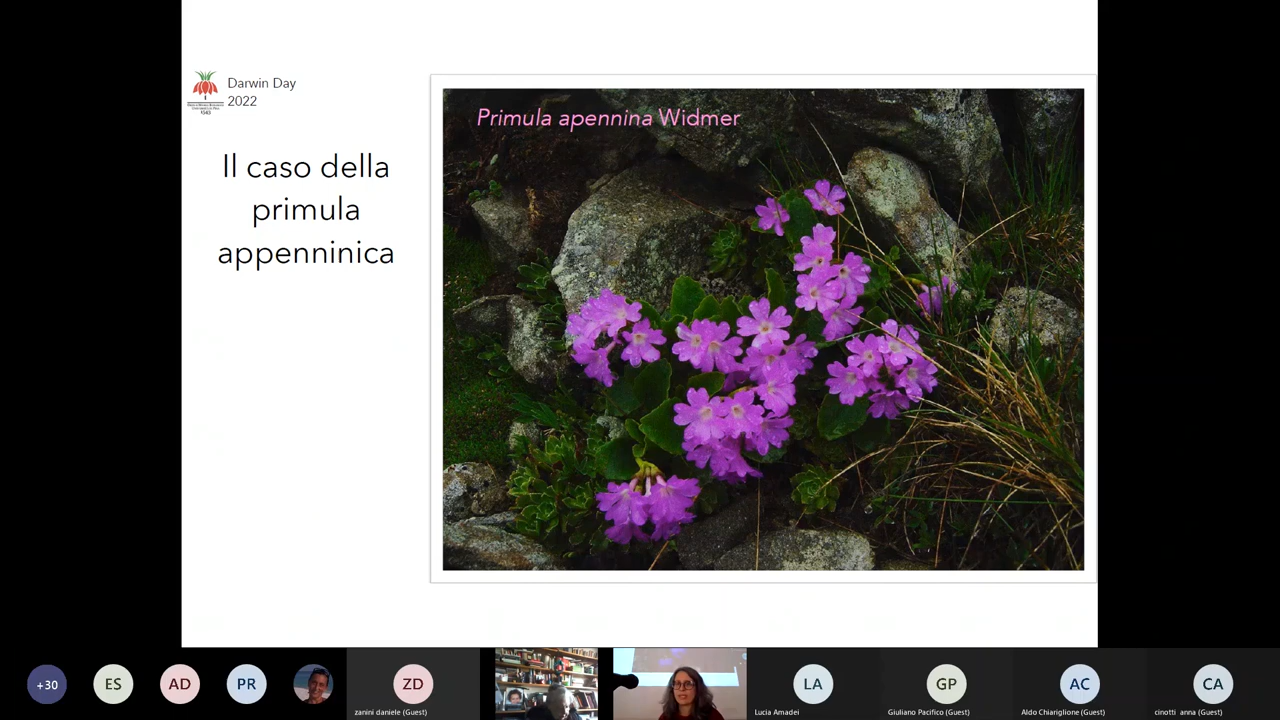 Darwin Day
2022
1543
Il caso della
primula
appenninica
Primula apennina Widmer
+30
ES
AD
PR
ZD
zanini daniele (Guest)
LA
Lucia Amadei
GP
Giuliano Pacifico (Guest)
AC
Aldo Chiariglione (Guest)
CA
cinotti anna (Guest)